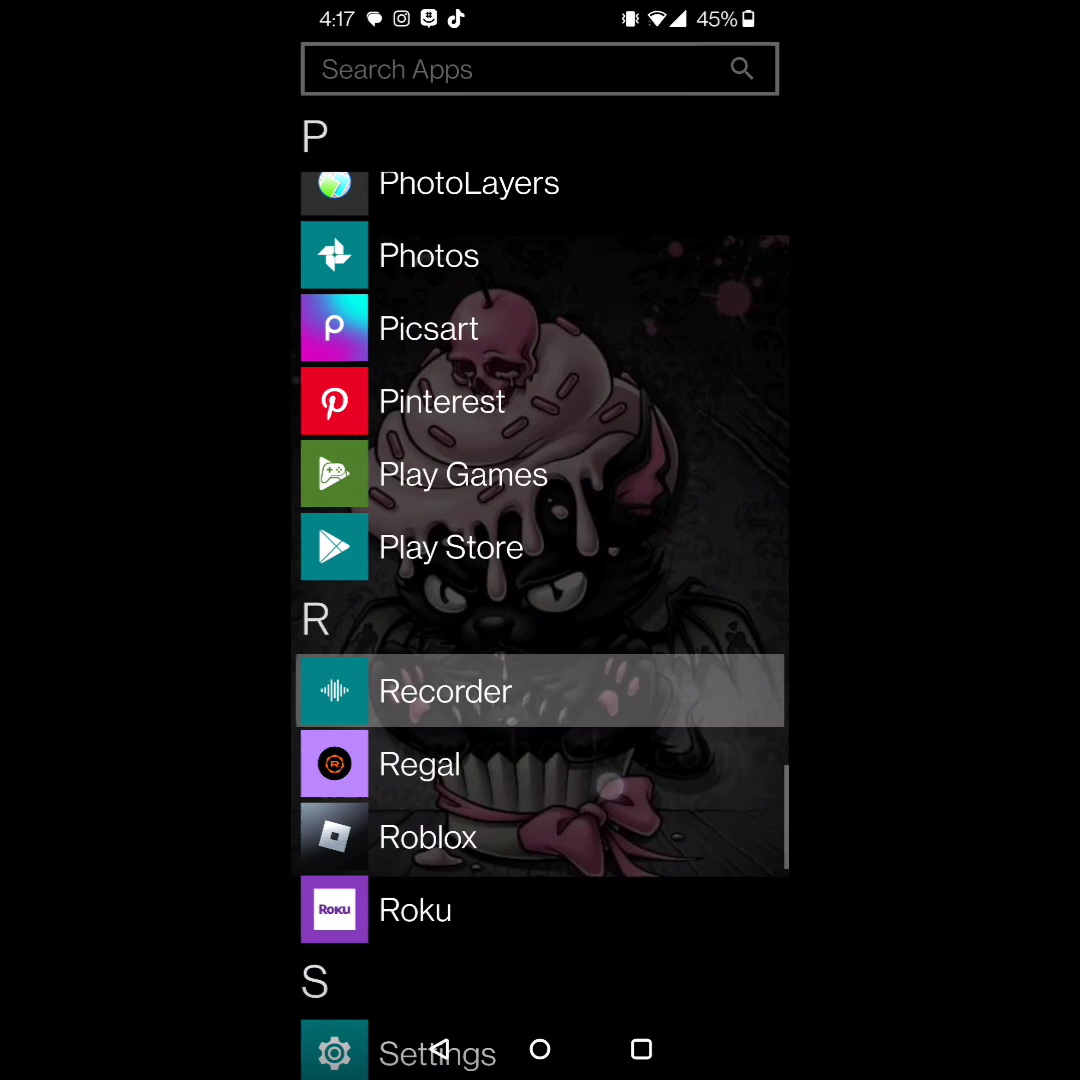 4:17 45%
Search Apps
P
PhotoLayers
Photos
Picsart
Pinterest
Play Games
Play Store
R
Recorder
Regal
Roblox
ROKU Roku
S
Settings